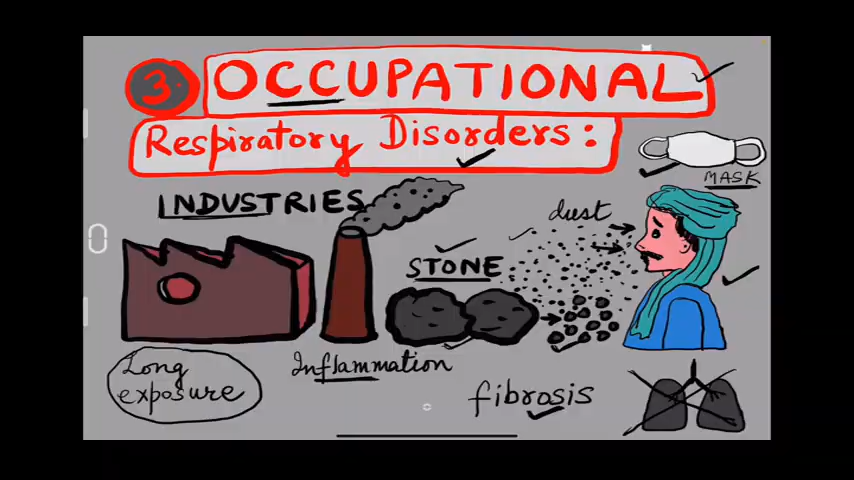 3. OCCUPATIONAL
Respiratory Disorders:
MASK
INDUSTRIES
dust
STONE
Long
exposure
Inflammation
fibrosis